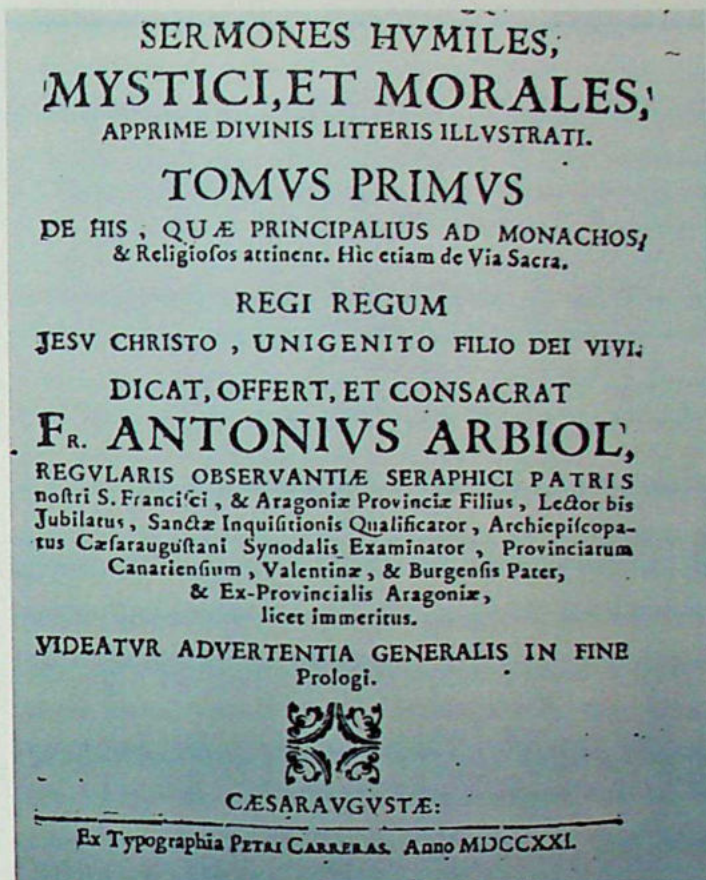 SERMONES HVMILES,
MYSTICI, ET MORALES,
APPRIME DIVINIS LITTERIS ILLVSTRATI.
TOMVS PRIMVS
DE HIS, QUÆ PRINCIPALIUS AD MONACHOS,
& Religiosos attinent. Hic etiam de Via Sacra.
REGI REGUM
JESV CHRISTO, UNIGENITO FILIO DEI VIVI,
DICAT, OFFERT, ET CONSACRAT
FR. ANTONIVS ARBIOL,
REGVLARIS OBSERVANTIÆ SERAPHICI PATRIS
noſtri S. Franciſci, & Aragoniæ Provinciæ Filius, Lector bis
Jubilatus, Sanctæ Inquiſitionis Qualificator, Archiepiſcopa-
tus Cæſarauguſtani Synodalis Examinator, Provinciarum
Canarienſium, Valentinæ, & Burgenſis Pater,
& Ex-Provincialis Aragoniæ,
licet immeritus.
VIDEATVR ADVERTENTIA GENERALIS IN FINE
Prologi.
CÆSARAVGVSTÆ:
Ex Typographia PETRI CARRERAS. Anno MDCCXXI.